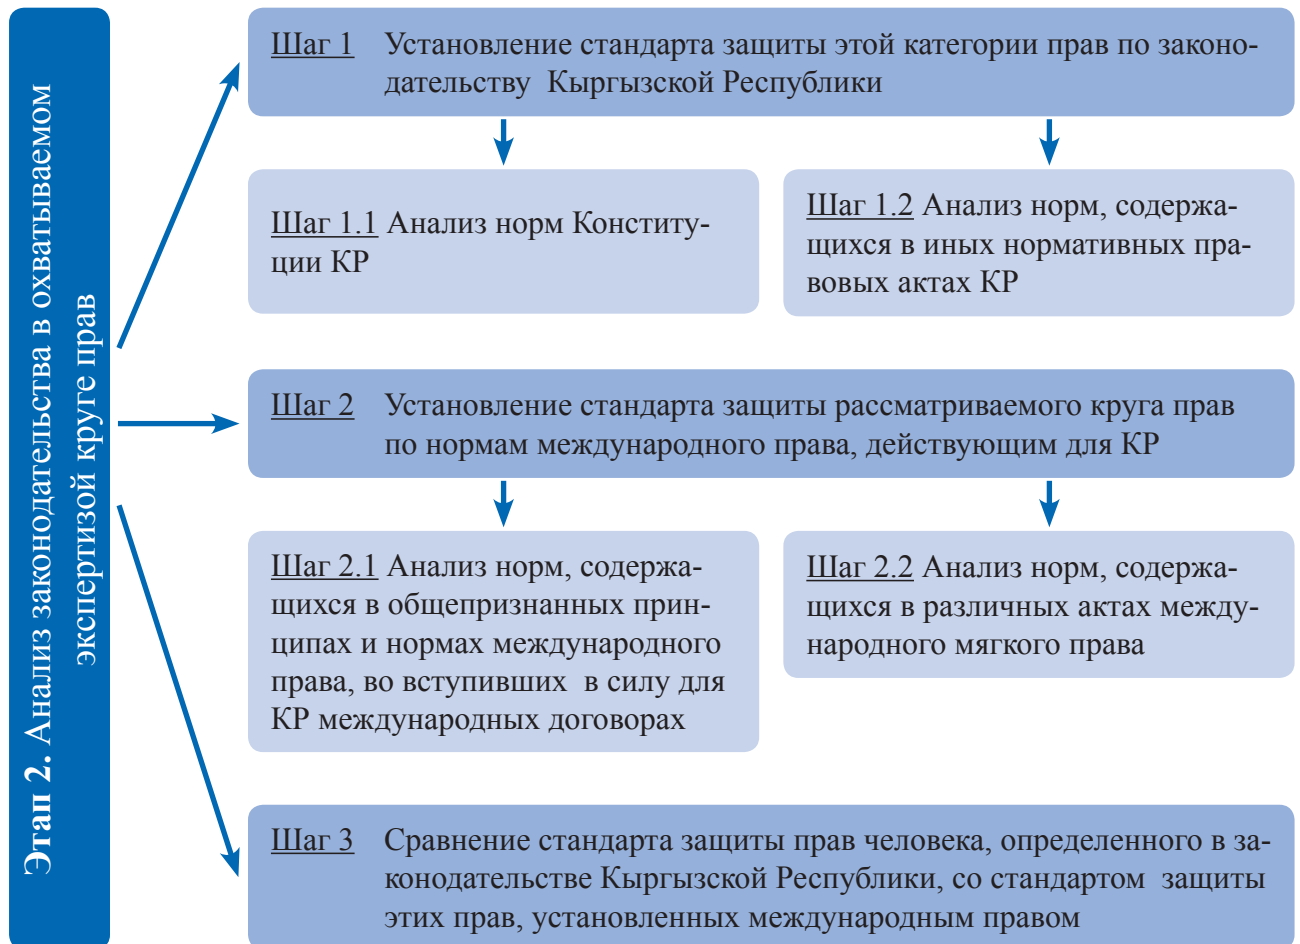 Этап 2. Анализ законодательства в охватываемом
экспертизой круге прав
Шаг 1 Установление стандарта защиты этой категории прав по законо-
дательству Кыргызской Республики
Шаг 1.1 Анализ норм Конститу-
ции КР
Шаг 1.2 Анализ норм, содержа-
щихся в иных нормативных пра-
вовых актах КР
Шаг 2 Установление стандарта защиты рассматриваемого круга прав
по нормам международного права, действующим для КР
Шаг 2.1 Анализ норм, содержа-
щихся в общепризнанных прин-
ципах и нормах международного
права, во вступивших в силу для
КР международных договорах
Шаг 2.2 Анализ норм, содержа-
щихся в различных актах между-
народного мягкого права
Шаг 3 Сравнение стандарта защиты прав человека, определенного в за-
конодательстве Кыргызской Республики, со стандартом защиты
этих прав, установленных международным правом